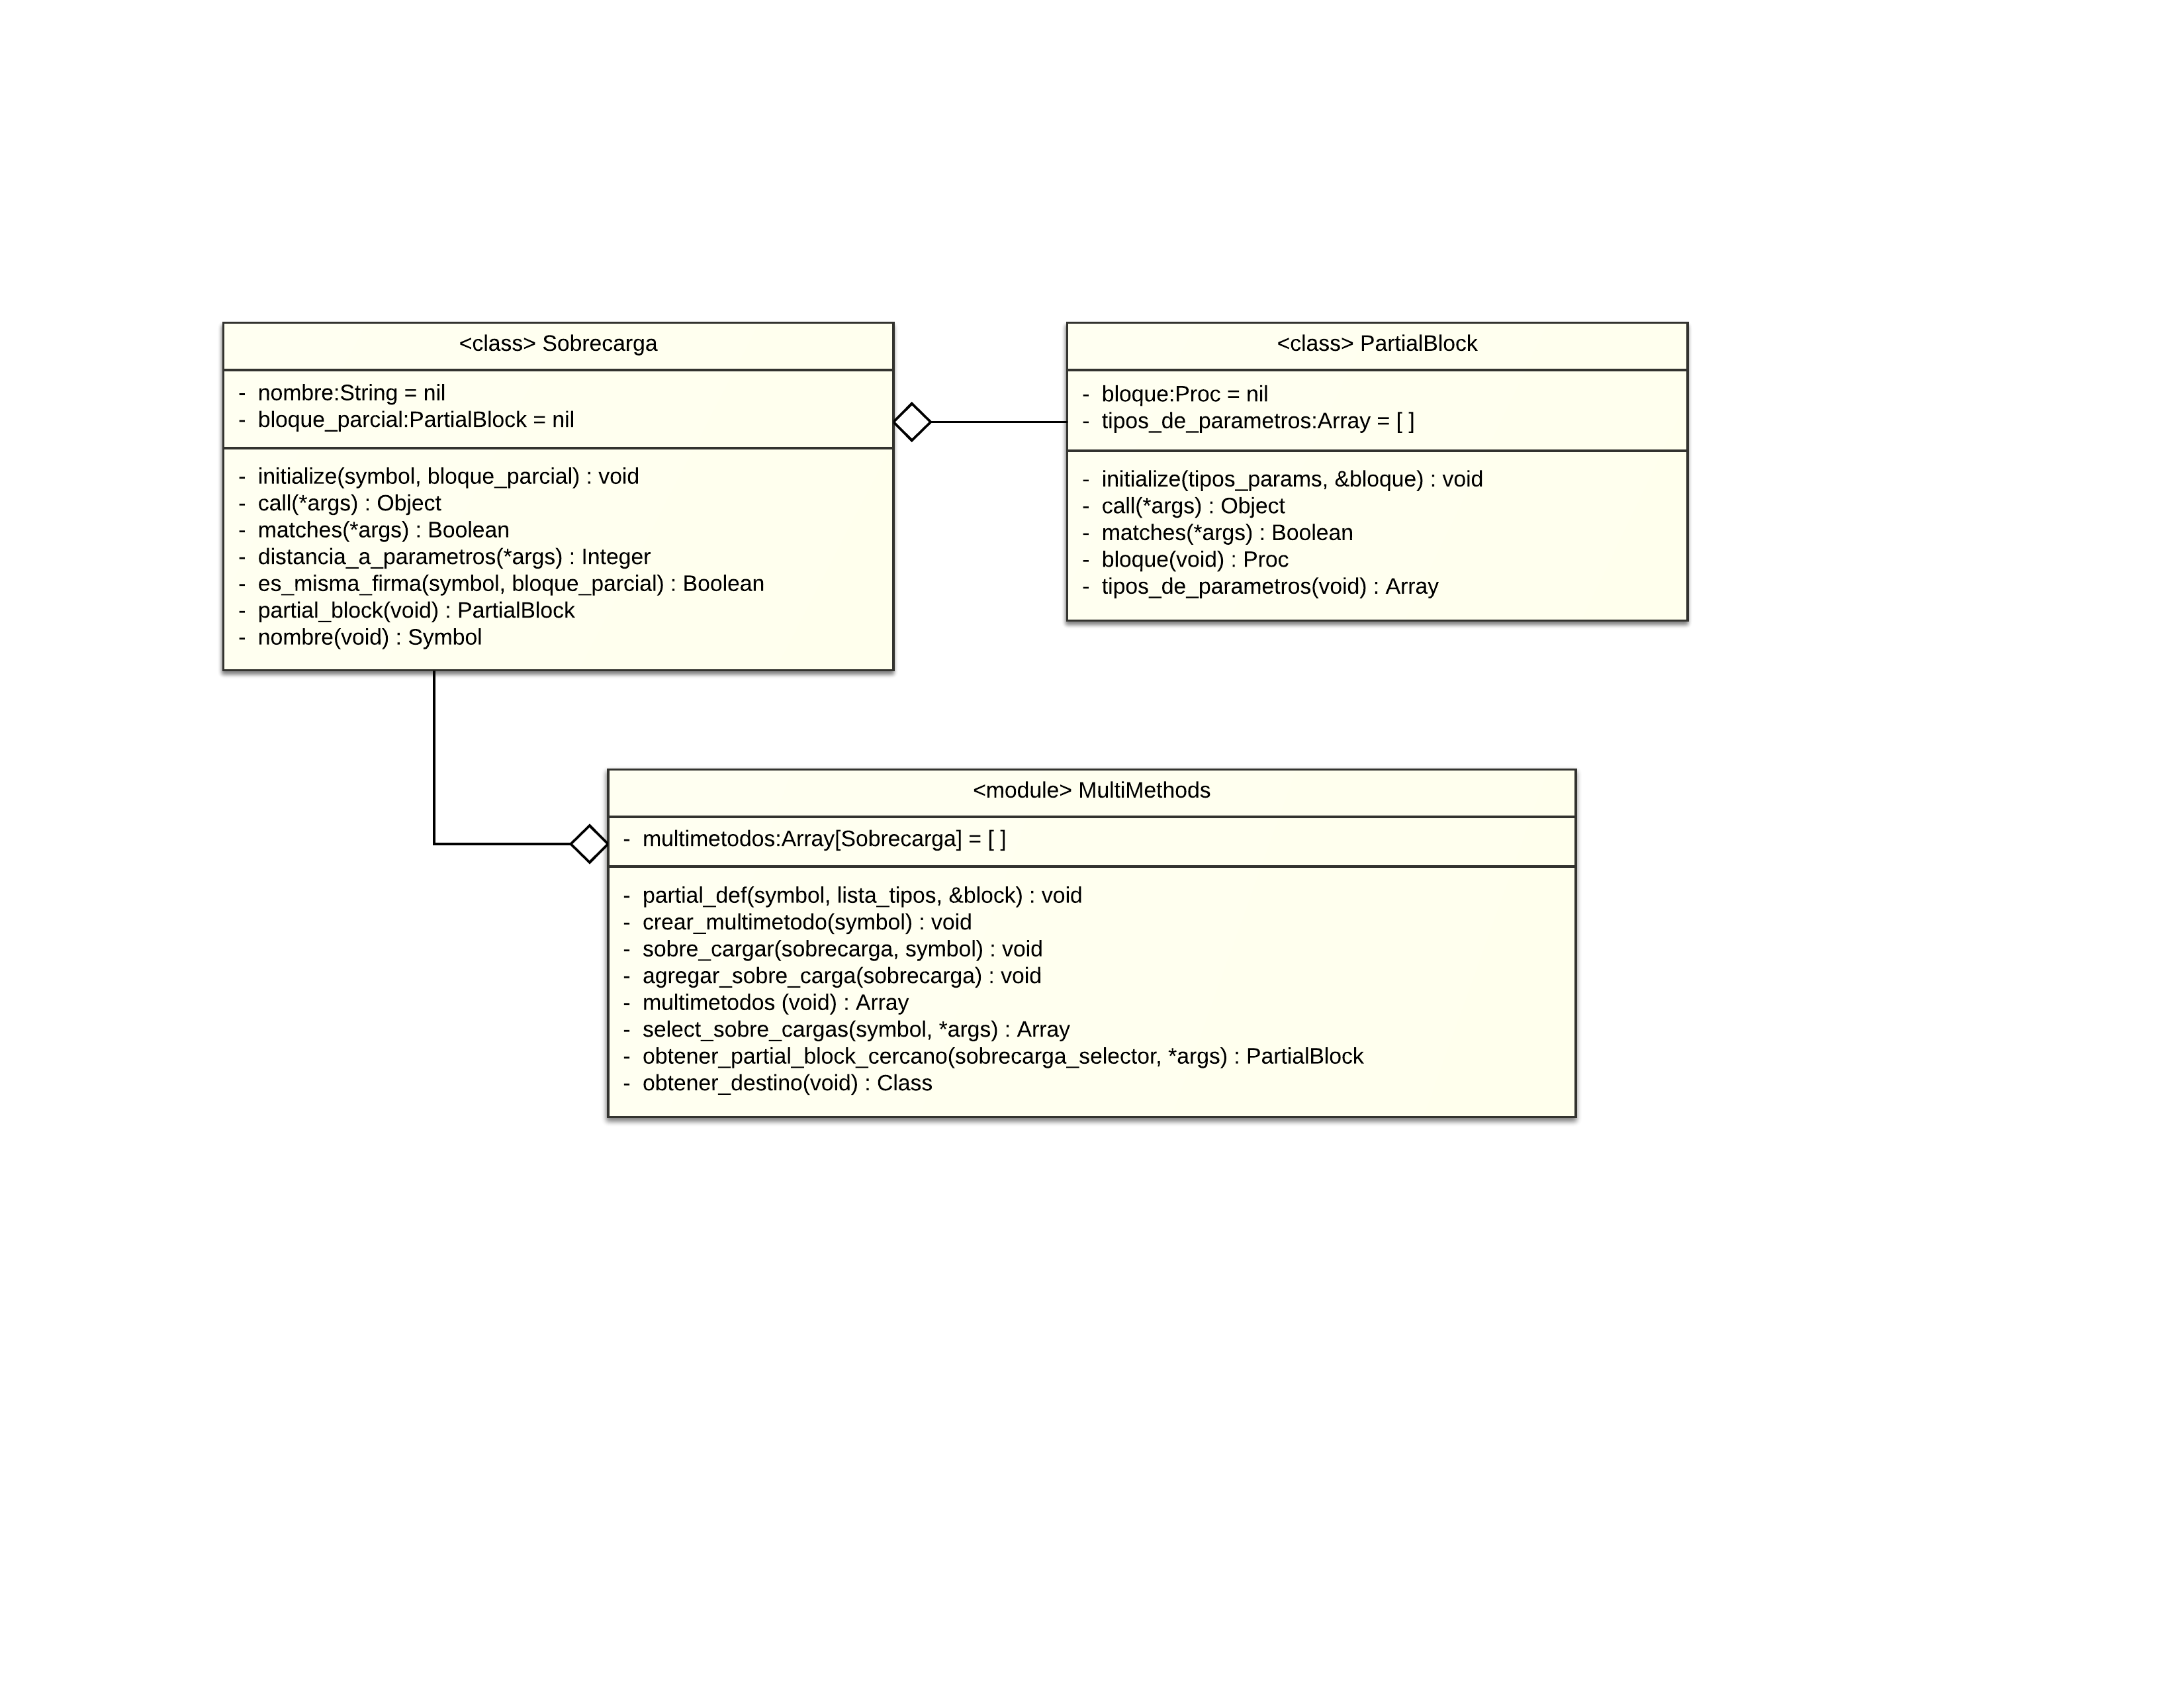 <class> Sobrecarga
- nombre:String = nil
- bloque_parcial:PartialBlock = nil
- initialize(symbol, bloque_parcial) : void
- call(*args) : Object
- matches(*args) : Boolean
- distancia_a_parametros(*args) : Integer
- es_misma_firma(symbol, bloque_parcial) : Boolean
- partial_block(void) : PartialBlock
- nombre(void) : Symbol
<class> PartialBlock
- bloque:Proc = nil
- tipos_de_parametros:Array = [ ]
- initialize(tipos_params, &bloque) : void
- call(*args) : Object
- matches(*args) : Boolean
- bloque(void) : Proc
- tipos_de_parametros(void) : Array
<module> MultiMethods
- multimetodos:Array[Sobrecarga] = [ ]
- partial_def(symbol, lista_tipos, &block) : void
- crear_multimetodo(symbol) : void
- sobre_cargar(sobrecarga, symbol) : void
- agregar_sobre_carga(sobrecarga) : void
- multimetodos (void) : Array
- select_sobre_cargas(symbol, *args) : Array
- obtener_partial_block_cercano(sobrecarga_selector, *args) : PartialBlock
- obtener_destino(void) : Class